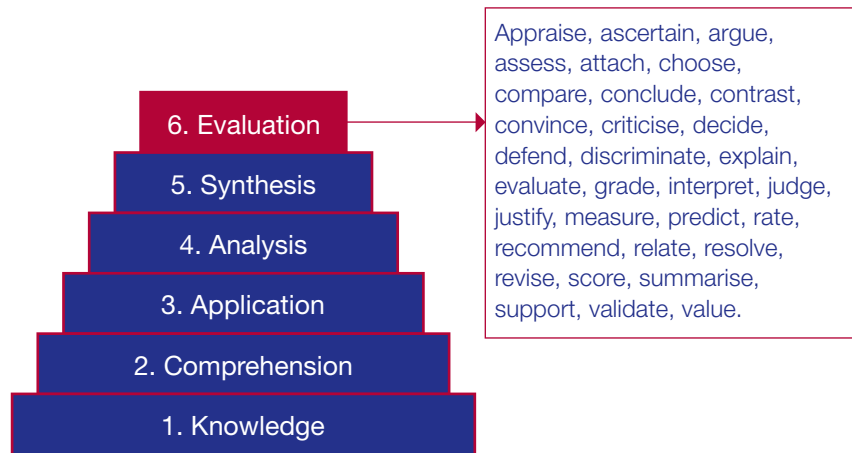 Appraise, ascertain, argue,
assess, attach, choose,
compare, conclude, contrast,
convince, criticise, decide,
defend, discriminate, explain,
evaluate, grade, interpret, judge,
justify, measure, predict, rate,
recommend, relate, resolve,
revise, score, summarise,
support, validate, value.
6. Evaluation
5. Synthesis
4. Analysis
3. Application
2. Comprehension
1. Knowledge